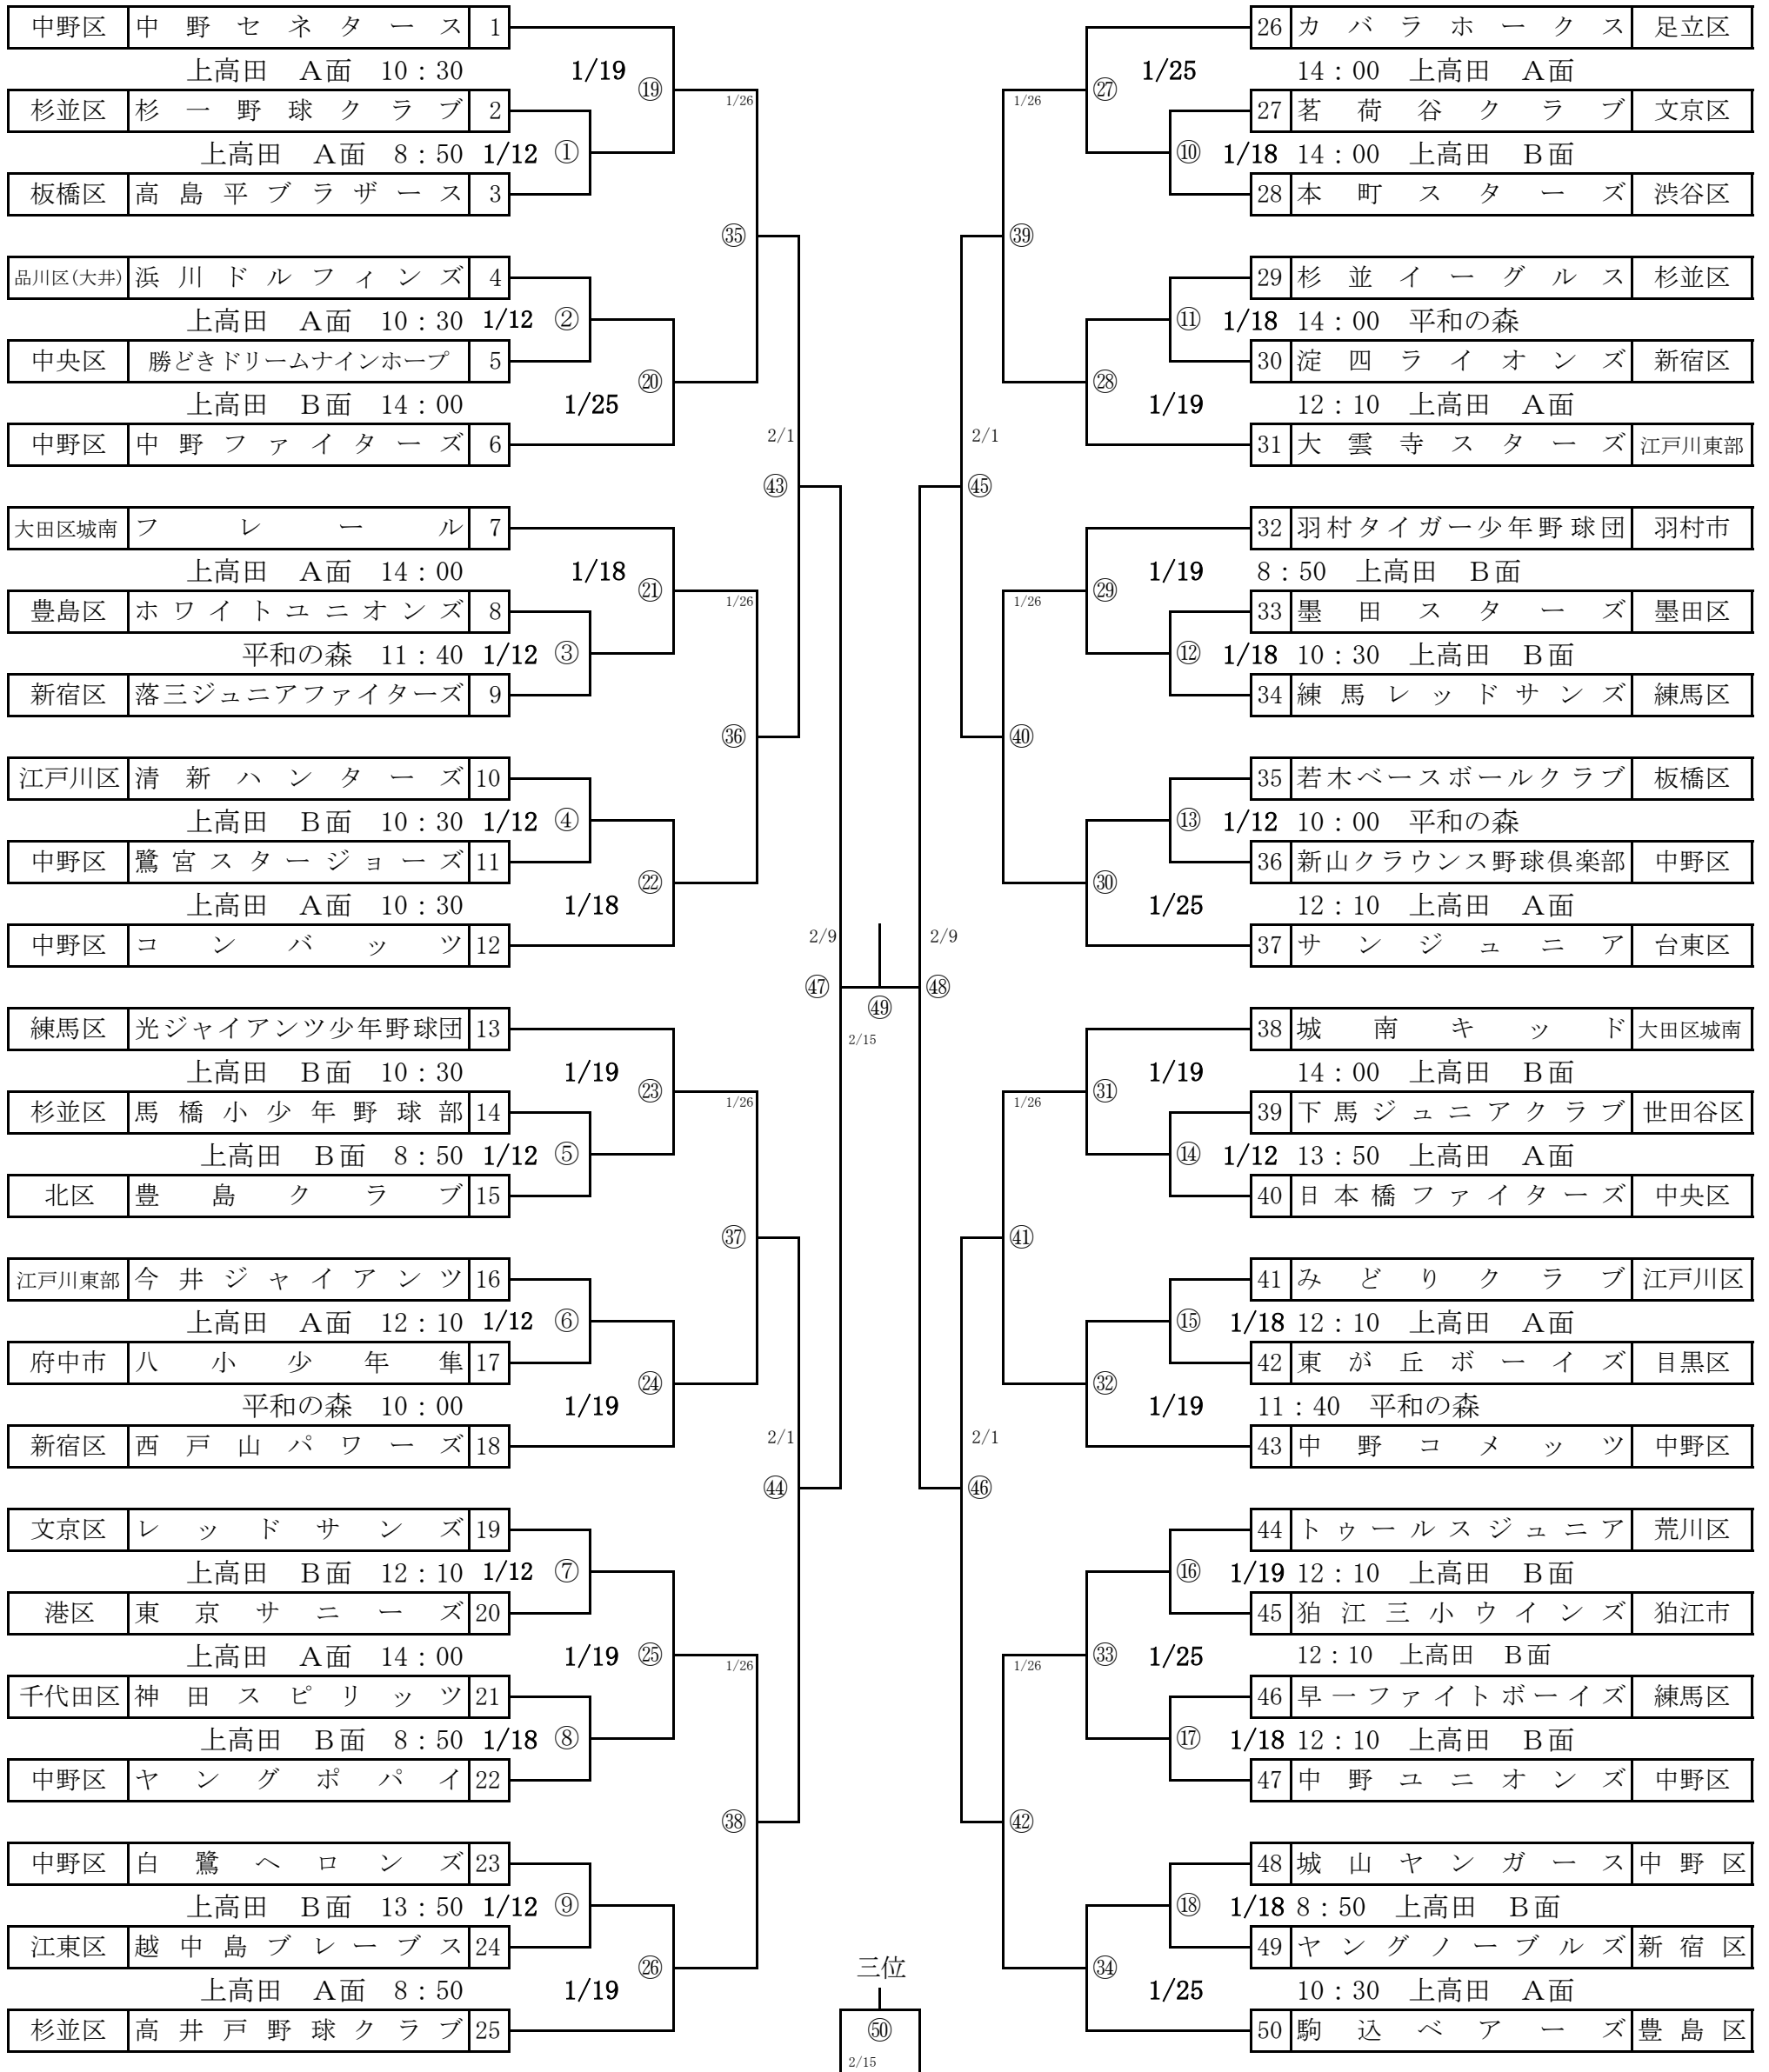 中野区 中野セネタース 1
上高田 A面 10：30 1/19 ⑲
杉並区 杉一野球クラブ 2
上高田 A面 8：50 1/12 ①
板橋区 高島平ブラザース 3
1/26
㉟
品川区(大井) 浜川ドルフィンズ 4
上高田 A面 10：30 1/12 ②
中央区 勝どきドリームナインホープ 5
上高田 B面 14：00 1/25 ⑳
中野区 中野ファイターズ 6
2/1
㊸
大田区城南 フレール 7
上高田 A面 14：00 1/18 ㉑
豊島区 ホワイトユニオンズ 8
平和の森 11：40 1/12 ③
新宿区 落三ジュニアファイターズ 9
1/26
㊱
江戸川区 清新ハンターズ 10
上高田 B面 10：30 1/12 ④
中野区 鷺宮スタージョーズ 11
上高田 A面 10：30 1/18 ㉒
中野区 コンバッツ 12
2/9
㊼
練馬区 光ジャイアンツ少年野球団 13
上高田 B面 10：30 1/19 ㉓
杉並区 馬橋小少年野球部 14
上高田 B面 8：50 1/12 ⑤
北区 豊島クラブ 15
1/26
㊲
江戸川東部 今井ジャイアンツ 16
上高田 A面 12：10 1/12 ⑥
府中市 八小少年隼 17
平和の森 10：00 1/19 ㉔
新宿区 西戸山パワーズ 18
2/1
㊹
文京区 レッドサンズ 19
上高田 B面 12：10 1/12 ⑦
港区 東京サニーズ 20
上高田 A面 14：00 1/19 ㉕
千代田区 神田スピリッツ 21
上高田 B面 8：50 1/18 ⑧
中野区 ヤングポパイ 22
1/26
㊳
中野区 白鷺ヘロンズ 23
上高田 B面 13：50 1/12 ⑨
江東区 越中島ブレーブス 24
上高田 A面 8：50 1/19 ㉖
杉並区 高井戸野球クラブ 25
㊾
2/15
三位
㊿
2/15
26 カバラホークス 足立区
㉗ 1/25 14：00 上高田 A面
27 茗荷谷クラブ 文京区
⑩ 1/18 14：00 上高田 B面
28 本町スターズ 渋谷区
1/26
㊴
29 杉並イーグルス 杉並区
⑪ 1/18 14：00 平和の森
30 淀四ライオンズ 新宿区
㉘ 1/19 12：10 上高田 A面
31 大雲寺スターズ 江戸川東部
2/1
㊺
32 羽村タイガー少年野球団 羽村市
㉙ 1/19 8：50 上高田 B面
33 墨田スターズ 墨田区
⑫ 1/18 10：30 上高田 B面
34 練馬レッドサンズ 練馬区
1/26
㊵
35 若木ベースボールクラブ 板橋区
⑬ 1/12 10：00 平和の森
36 新山クラウンス野球倶楽部 中野区
㉚ 1/25 12：10 上高田 A面
37 サンジュニア 台東区
2/9
㊽
38 城南キッド 大田区城南
㉛ 1/19 14：00 上高田 B面
39 下馬ジュニアクラブ 世田谷区
⑭ 1/12 13：50 上高田 A面
40 日本橋ファイターズ 中央区
1/26
㊶
41 みどりクラブ 江戸川区
⑮ 1/18 12：10 上高田 A面
42 東が丘ボーイズ 目黒区
㉜ 1/19 11：40 平和の森
43 中野コメッツ 中野区
2/1
㊻
44 トゥールスジュニア 荒川区
⑯ 1/19 12：10 上高田 B面
45 狛江三小ウインズ 狛江市
㉝ 1/25 12：10 上高田 B面
46 早一ファイトボーイズ 練馬区
⑰ 1/18 12：10 上高田 B面
47 中野ユニオンズ 中野区
1/26
㊷
48 城山ヤンガース 中野区
⑱ 1/18 8：50 上高田 B面
49 ヤングノーブルズ 新宿区
㉞ 1/25 10：30 上高田 A面
50 駒込ベアーズ 豊島区